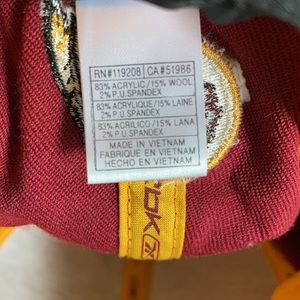 RN#119208 CA#51986
83% ACRYLIC/15% WOOL
2% P.U.SPANDEX
83% ACRYLIQUE/15% LAINE
2% P.U.SPANDEX
83% ACRILICO/15% LANA
2% P.U.SPANDEX
MADE IN VIETNAM
FABRIQUE EN VIETNAM
HECHO EN VIETNAM